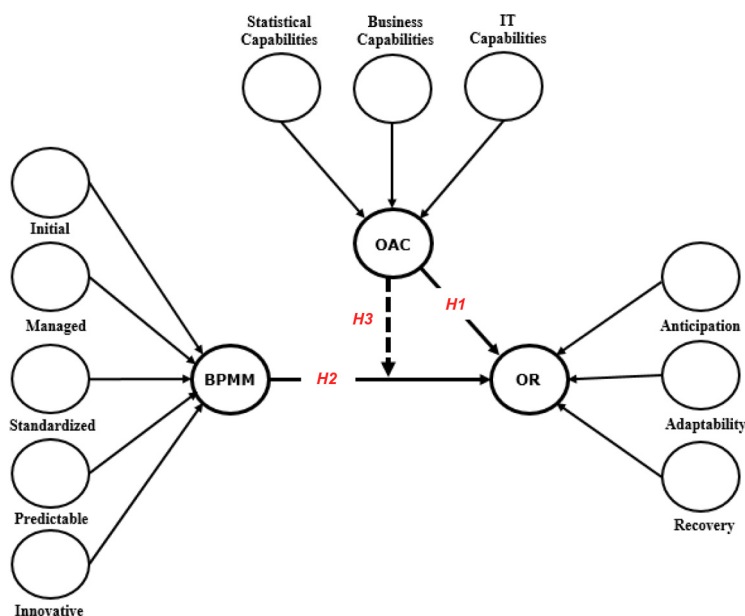 Statistical
Capabilities
Business
Capabilities
IT
Capabilities
Initial
OAC
H3
H1
Managed
Anticipation
BPMM
H2
OR
Standardized
Adaptability
Predictable
Recovery
Innovative